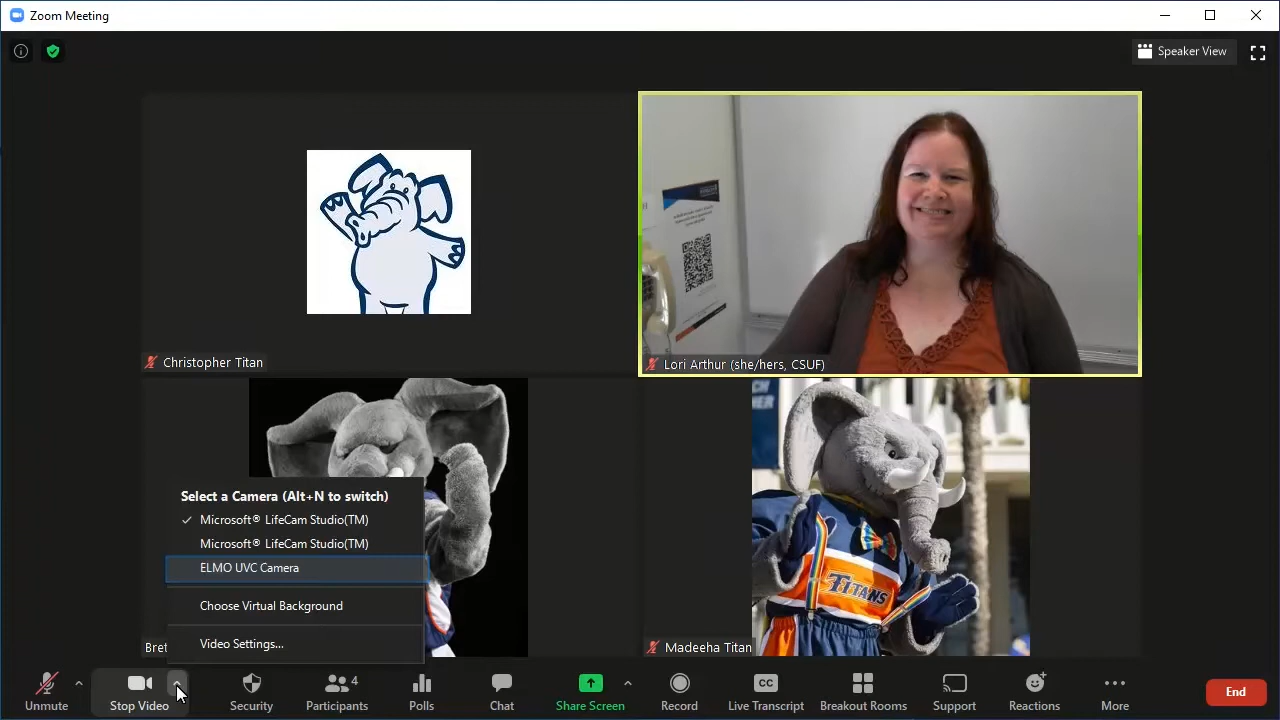 Zoom Meeting
Speaker View
Christopher Titan
Lori Arthur (she/hers, CSUF)
TITANS
Select a Camera (Alt+N to switch)
Microsoft® LifeCam Studio(TM)
Microsoft® LifeCam Studio(TM)
ELMO UVC Camera
Choose Virtual Background
Video Settings...
Bret
Madeeha Titan
Unmute
Stop Video
Security
4
Participants
Polls
Chat
Share Screen
Record
CC
Live Transcript
Breakout Rooms
Support
Reactions
More
End